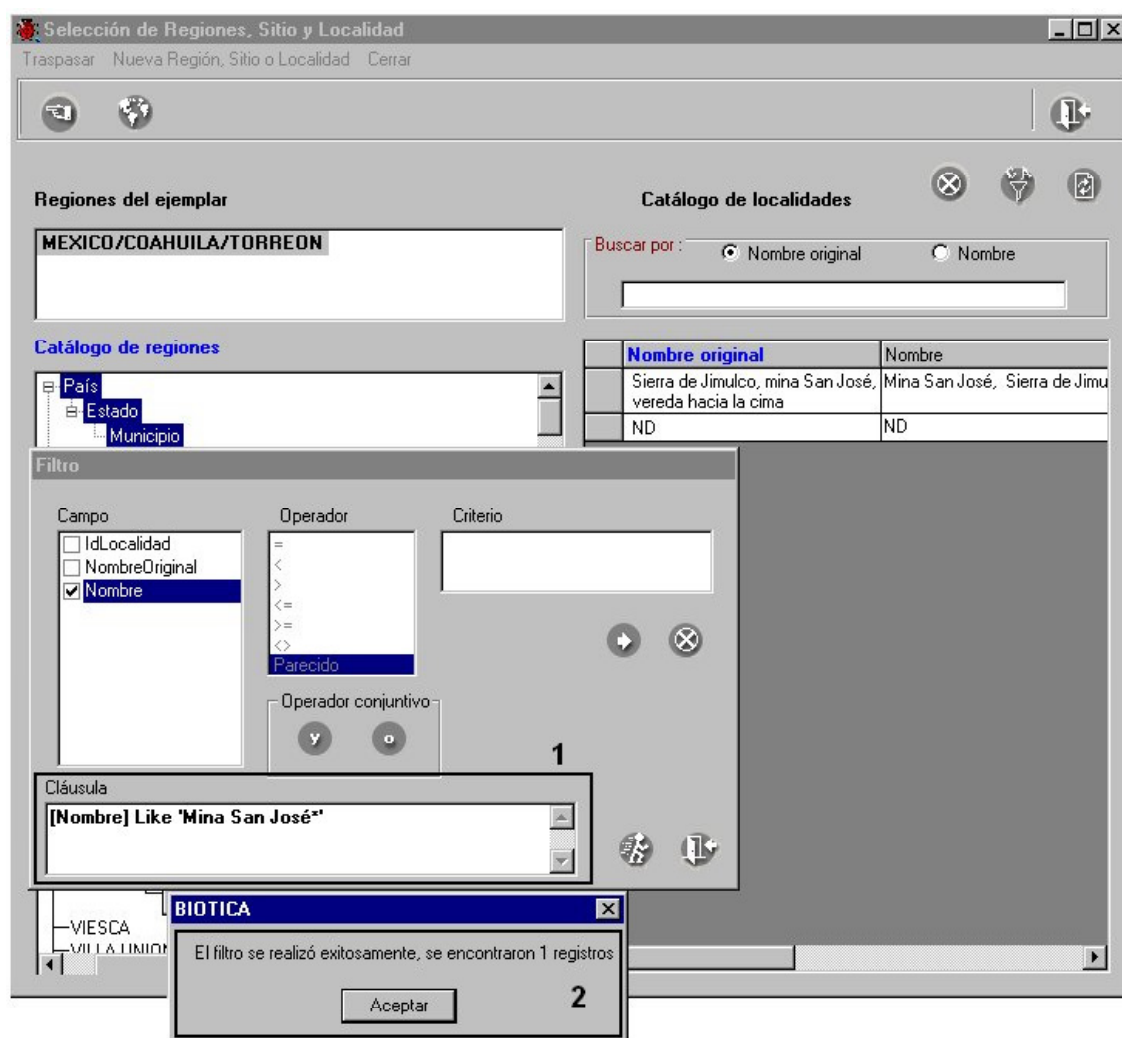 Selección de Regiones, Sitio y Localidad
Traspasar Nueva Región, Sitio o Localidad Cerrar
Regiones del ejemplar
Catálogo de localidades
MEXICO/COAHUILA/TORREON
Buscar por :
Nombre original
Nombre
Catálogo de regiones
País
Estado
Municipio
Nombre original Nombre
Sierra de Jimulco, mina San José, Mina San José, Sierra de Jimu
vereda hacia la cima
ND ND
Filtro
Campo
IdLocalidad
NombreOriginal
Nombre
Operador
=
<
>
<=
>=
<>
Parecido
Criterio
Operador conjuntivo
y o
1
Cláusula
[Nombre] Like 'Mina San José*'
VIESCA
VILLA UNION
BIOTICA
El filtro se realizó exitosamente, se encontraron 1 registros
Aceptar
2